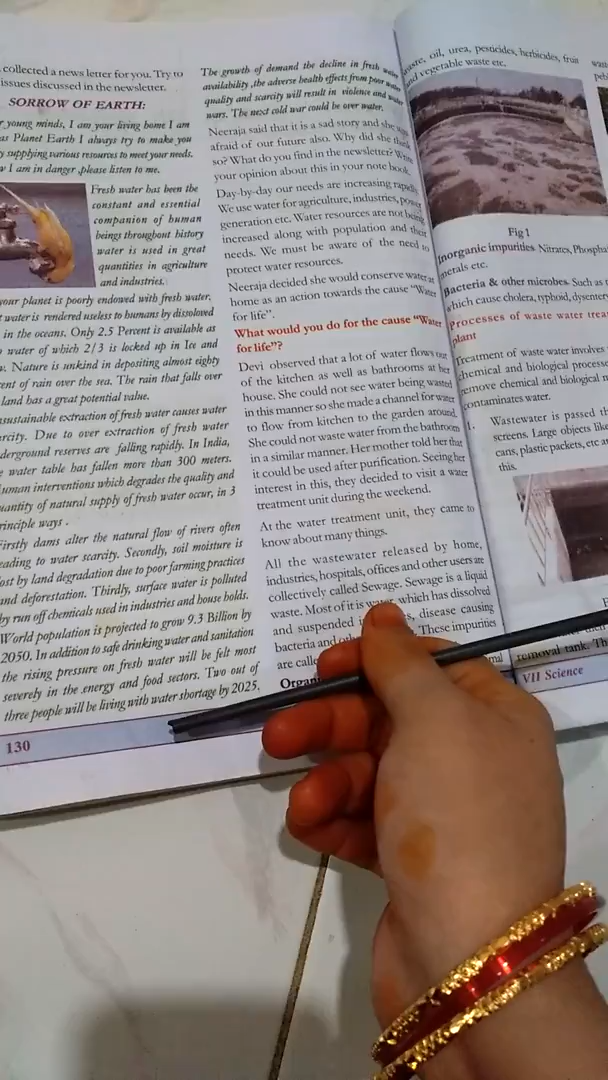 collected a news letter for you. Try to
issues discussed in the newsletter.
SORROW OF EARTH:
young minds, I am your living home I am
as Planet Earth I always try to make you
supplying various resources to meet your needs.
I am in danger ,please listen to me.
Fresh water has been the
constant and essential
companion of human
beings throughout history
water is used in great
quantities in agriculture
and industries.
your planet is poorly endowed with fresh water.
water is rendered useless to humans by dissolved
in the oceans. Only 2.5 Percent is available as
water of which 2/3 is locked up in Ice and
Nature is unkind in depositing almost eighty
of rain over the sea. The rain that falls over
land has a great potential value.
sustainable extraction of fresh water causes water
Due to over extraction of fresh water
reserves are falling rapidly. In India,
water table has fallen more than 300 meters.
interventions which degrades the quality and
of natural supply of fresh water occur, in 3
ways .
Firstly dams alter the natural flow of rivers often
leading to water scarcity. Secondly, soil moisture is
lost by land degradation due to poor farming practices
and deforestation. Thirdly, surface water is polluted
by run off chemicals used in industries and house holds.
World population is projected to grow 9.3 Billion by
2050. In addition to safe drinking water and sanitation
the rising pressure on fresh water will be felt most
severely in the energy and food sectors. Two out of
three people will be living with water shortage by 2025.
130
The growth of demand the decline in fresh water
availability ,the adverse health effects from poor water
quality and scarcity will result in violence and
wars. The next cold war could be over water.
Neeraja said that it is a sad story and she was
afraid of our future also. Why did she think
so? What do you find in the newsletter? Write
your opinion about this in your note book.
Day-by-day our needs are increasing rapidly.
We use water for agriculture, industries, power
generation etc. Water resources are not being
increased along with population and their
needs. We must be aware of the need to
protect water resources.
Neeraja decided she would conserve water at
home as an action towards the cause "Water
for life".
What would you do for the cause "Water
for life"?
Devi observed that a lot of water flows out
of the kitchen as well as bathrooms at her
house. She could not see water being wasted
in this manner so she made a channel for water
to flow from kitchen to the garden around.
She could not waste water from the bathroom
in a similar manner. Her mother told her that
it could be used after purification. Seeing her
interest in this, they decided to visit a water
treatment unit during the weekend.
At the water treatment unit, they came to
know about many things.
All the wastewater released by home,
industries, hospitals, offices and other users are
collectively called Sewage. Sewage is a liquid
waste. Most of it is water, which has dissolved
and suspended disease causing
bacteria and These impurities
are
waste, oil, urea, pesticides, herbicides, fruit
and vegetable waste etc.
Fig 1
Inorganic impurities. Nitrates,
metals etc.
Bacteria & other microbes. Such as
which cause cholera, typhoid,
Processes of waste water
plant
Treatment of waste water involves
chemical and biological
remove chemical and biological
contaminates water.
1. Wastewater is passed
screens. Large objects like
cans, plastic packets, etc
this.
removal tank.
VII Science